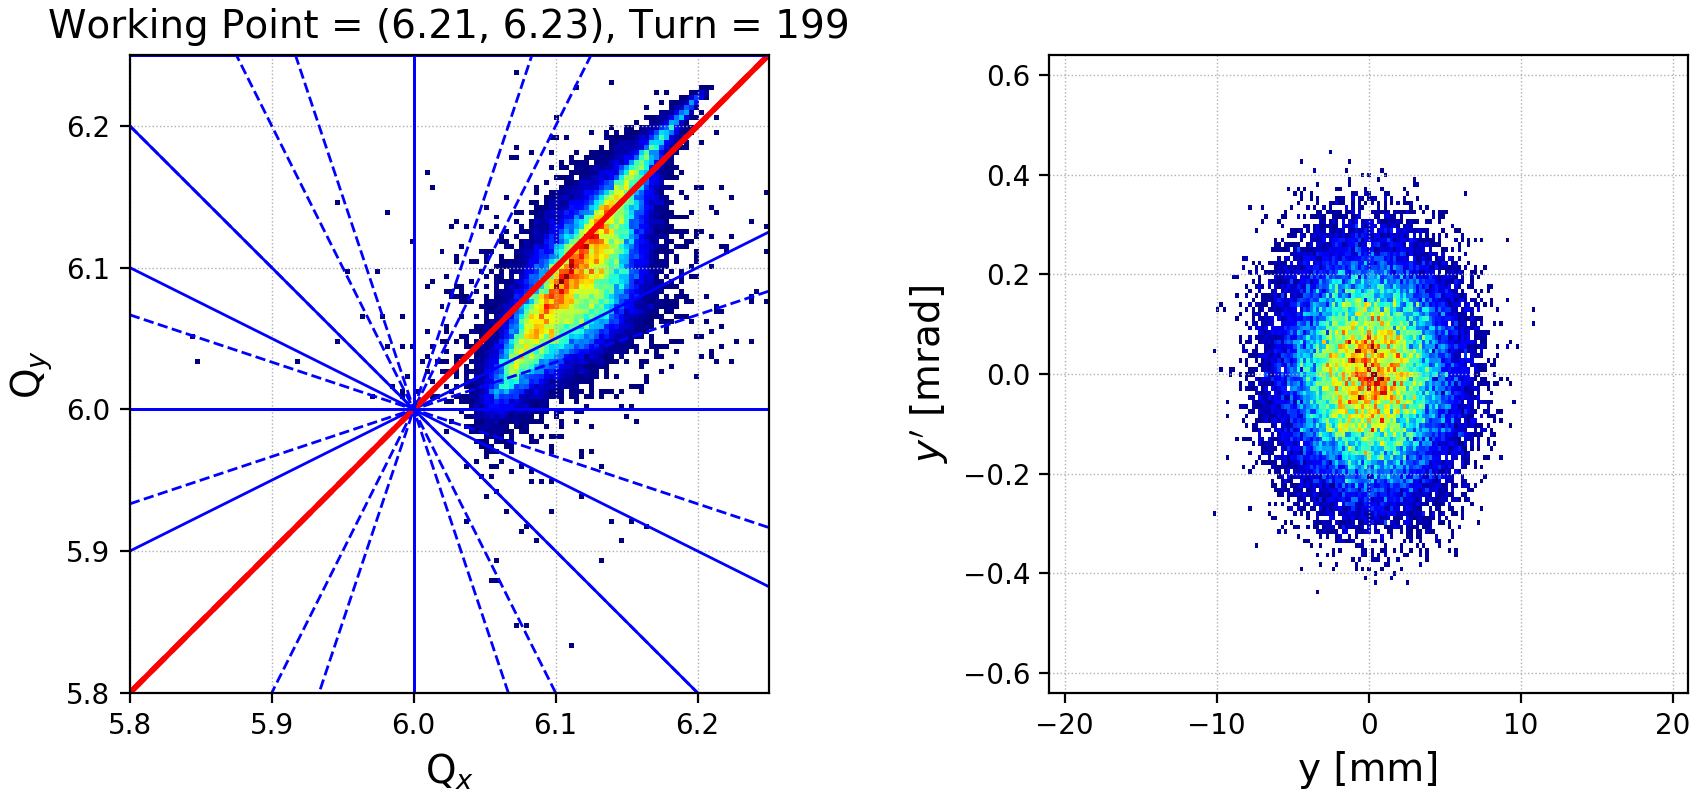 Working Point = (6.21, 6.23), Turn = 199
6.2
6.1
6.0
5.9
5.8
5.8 5.9 6.0 6.1 6.2
Qₓ
Q_y
0.6
0.4
0.2
0.0
−0.2
−0.4
−0.6
−20 −10 0 10 20
y [mm]
y′ [mrad]